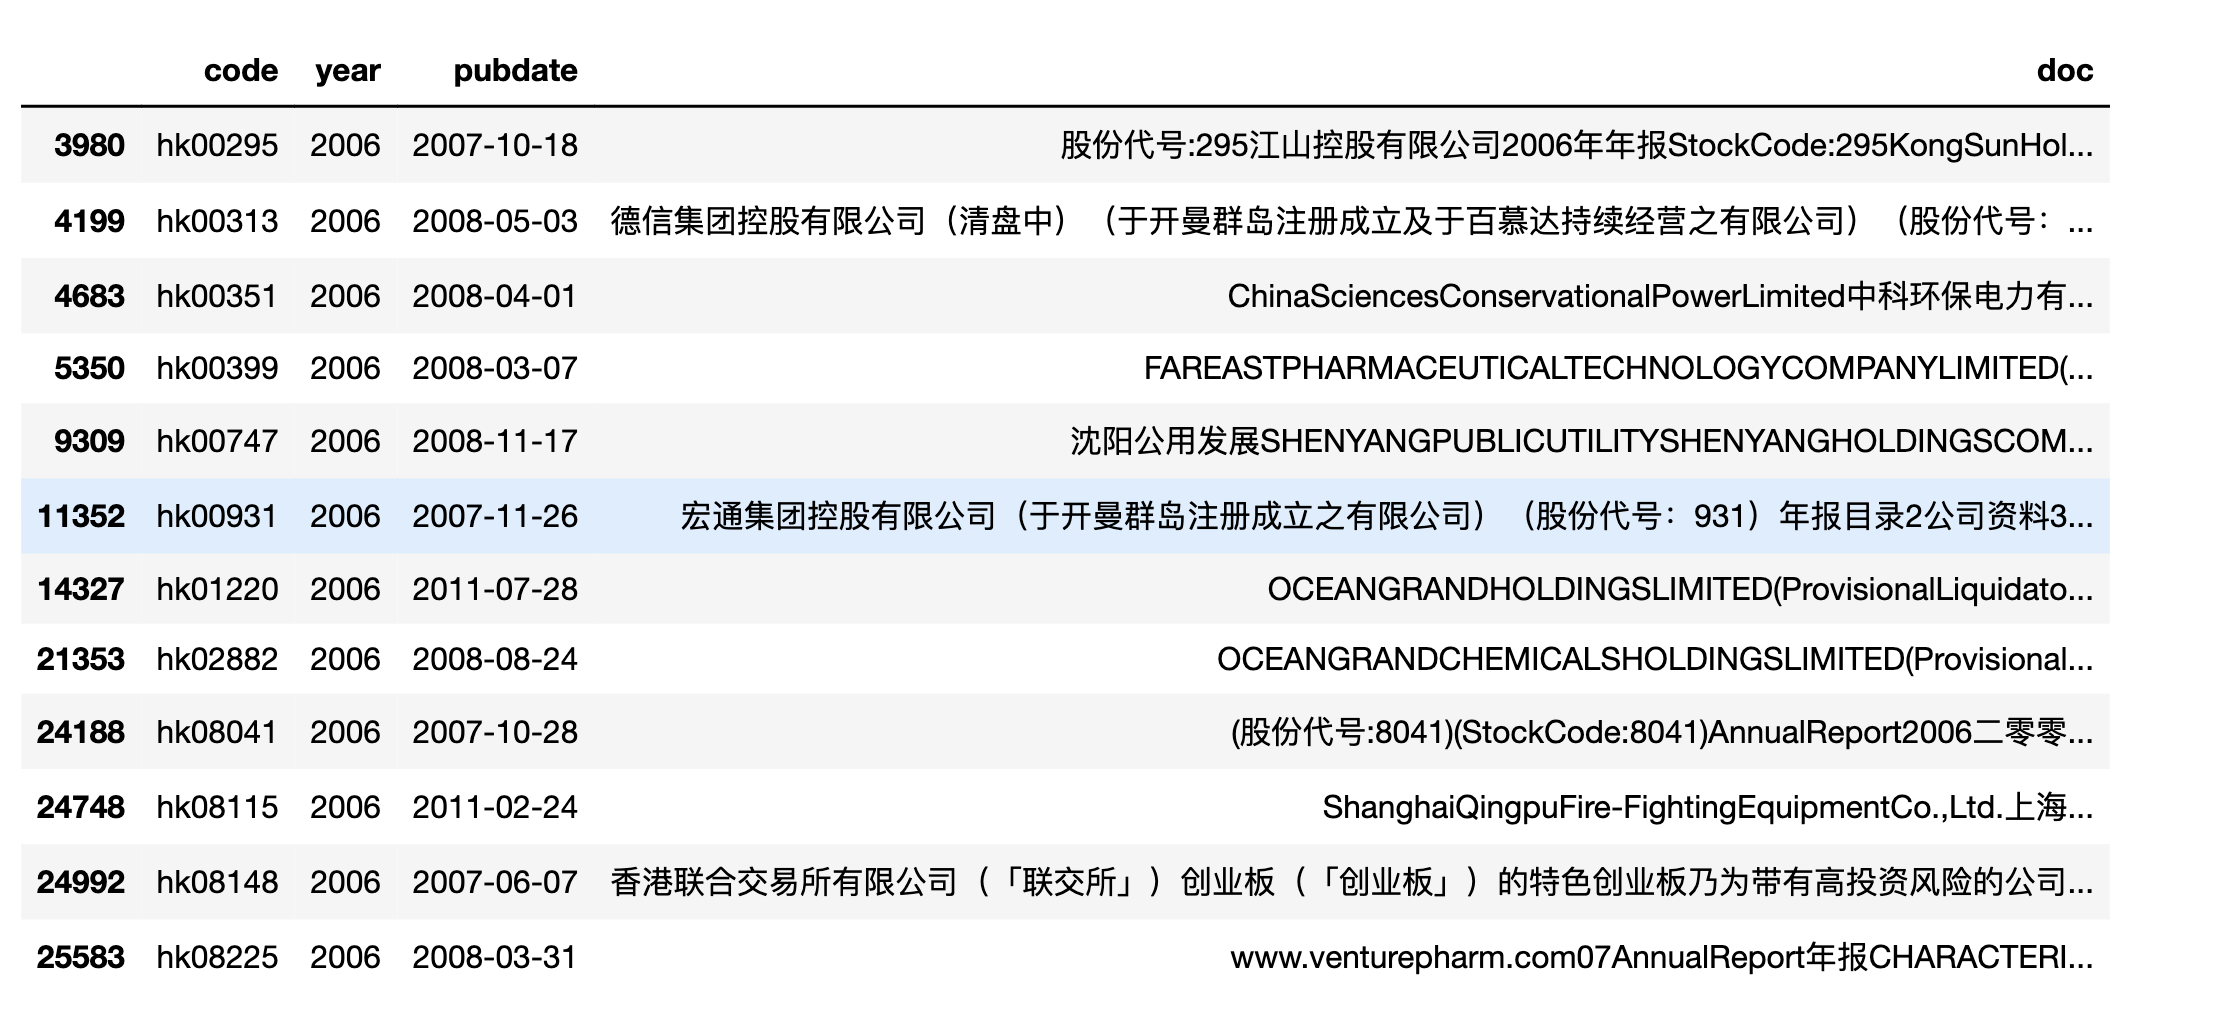 code year pubdate doc
3980 hk00295 2006 2007-10-18 股份代号:295江山控股有限公司2006年年报StockCode:295KongSunHol...
4199 hk00313 2006 2008-05-03 德信集团控股有限公司（清盘中）（于开曼群岛注册成立及于百慕达持续经营之有限公司）（股份代号：...
4683 hk00351 2006 2008-04-01 ChinaSciencesConservationalPowerLimited中科环保电力有...
5350 hk00399 2006 2008-03-07 FAREASTPHARMACEUTICALTECHNOLOGYCOMPANYLIMITED(...
9309 hk00747 2006 2008-11-17 沈阳公用发展SHENYANGPUBLICUTILITYSHENYANGHOLDINGSCOM...
11352 hk00931 2006 2007-11-26 宏通集团控股有限公司（于开曼群岛注册成立之有限公司）（股份代号：931）年报目录2公司资料3...
14327 hk01220 2006 2011-07-28 OCEANGRANDHOLDINGSLIMITED(ProvisionalLiquidato...
21353 hk02882 2006 2008-08-24 OCEANGRANDCHEMICALSHOLDINGSLIMITED(Provisional...
24188 hk08041 2006 2007-10-28 (股份代号:8041)(StockCode:8041)AnnualReport2006二零零...
24748 hk08115 2006 2011-02-24 ShanghaiQingpuFire-FightingEquipmentCo.,Ltd.上海...
24992 hk08148 2006 2007-06-07 香港联合交易所有限公司（「联交所」）创业板（「创业板」）的特色创业板乃为带有高投资风险的公司...
25583 hk08225 2006 2008-03-31 www.venturepharm.com07AnnualReport年报CHARACTERI...